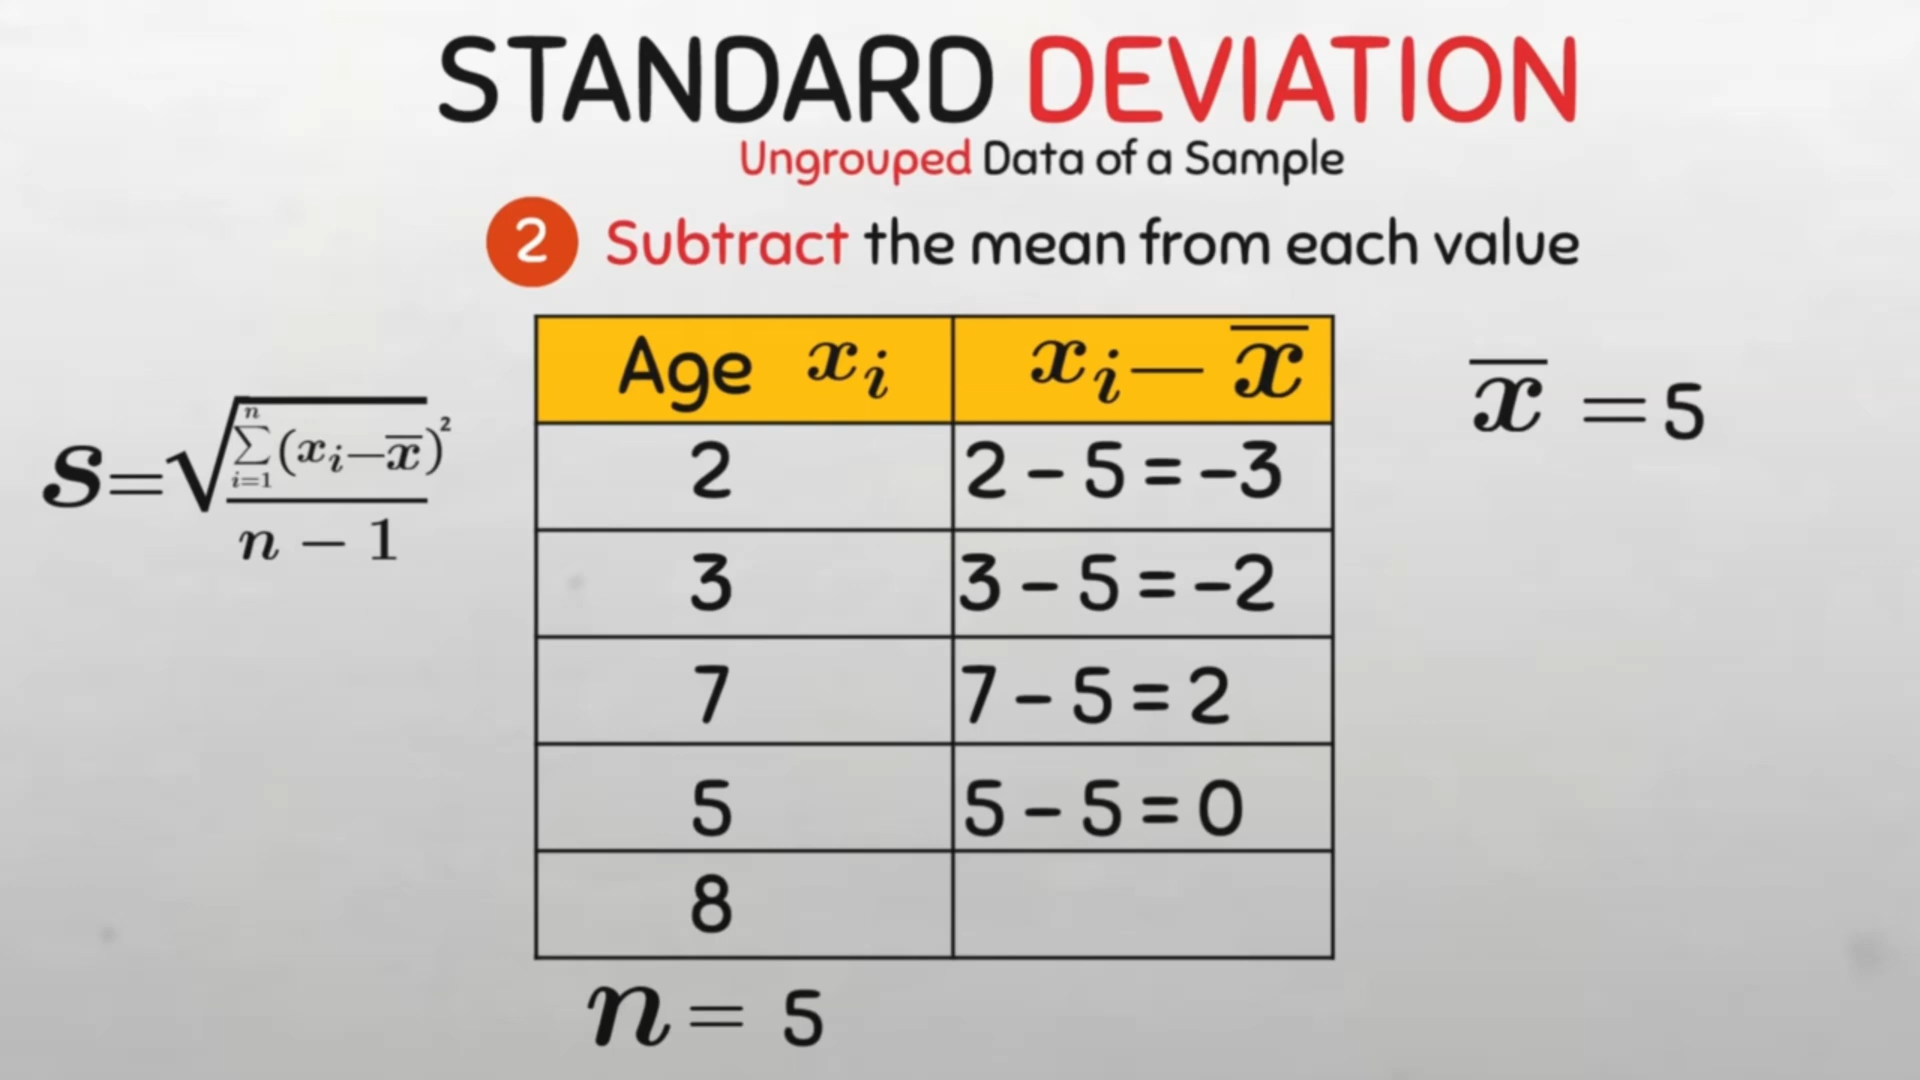 STANDARD DEVIATION
Ungrouped Data of a Sample
2 Subtract the mean from each value
s=√(∑ⁿᵢ₌₁(xᵢ−x̄)²/(n − 1))
Age xᵢ xᵢ− x̄
2 2 - 5 = -3
3 3 - 5 = -2
7 7 - 5 = 2
5 5 - 5 = 0
8
n = 5
x̄ = 5